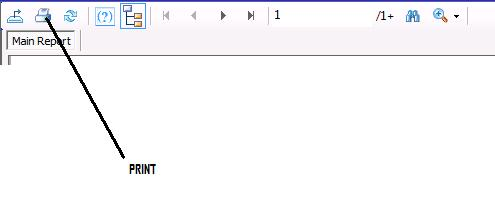 (?) 1 /1+
Main Report
PRINT